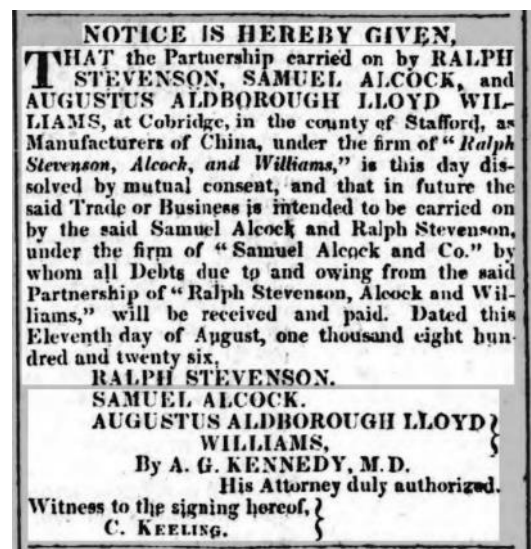 NOTICE IS HEREBY GIVEN,
THAT the Partnership carried on by RALPH
STEVENSON, SAMUEL ALCOCK, and
AUGUSTUS ALDBOROUGH LLOYD WIL-
LIAMS, at Cobridge, in the county of Stafford, as
Manufacturers of China, under the firm of "Ralph
Stevenson, Alcock, and Williams," is this day dis-
solved by mutual consent, and that in future the
said Trade or Business is intended to be carried on
by the said Samuel Alcock and Ralph Stevenson,
under the firm of "Samuel Alcock and Co." by
whom all Debts due to and owing from the said
Partnership of "Ralph Stevenson, Alcock and Wil-
liams," will be received and paid. Dated this
Eleventh day of August, one thousand eight hun-
dred and twenty six.
RALPH STEVENSON.
SAMUEL ALCOCK.
AUGUSTUS ALDBOROUGH LLOYD
WILLIAMS,
By A. G. KENNEDY, M.D.
His Attorney duly authorized.
Witness to the signing hereof,
C. KEELING.